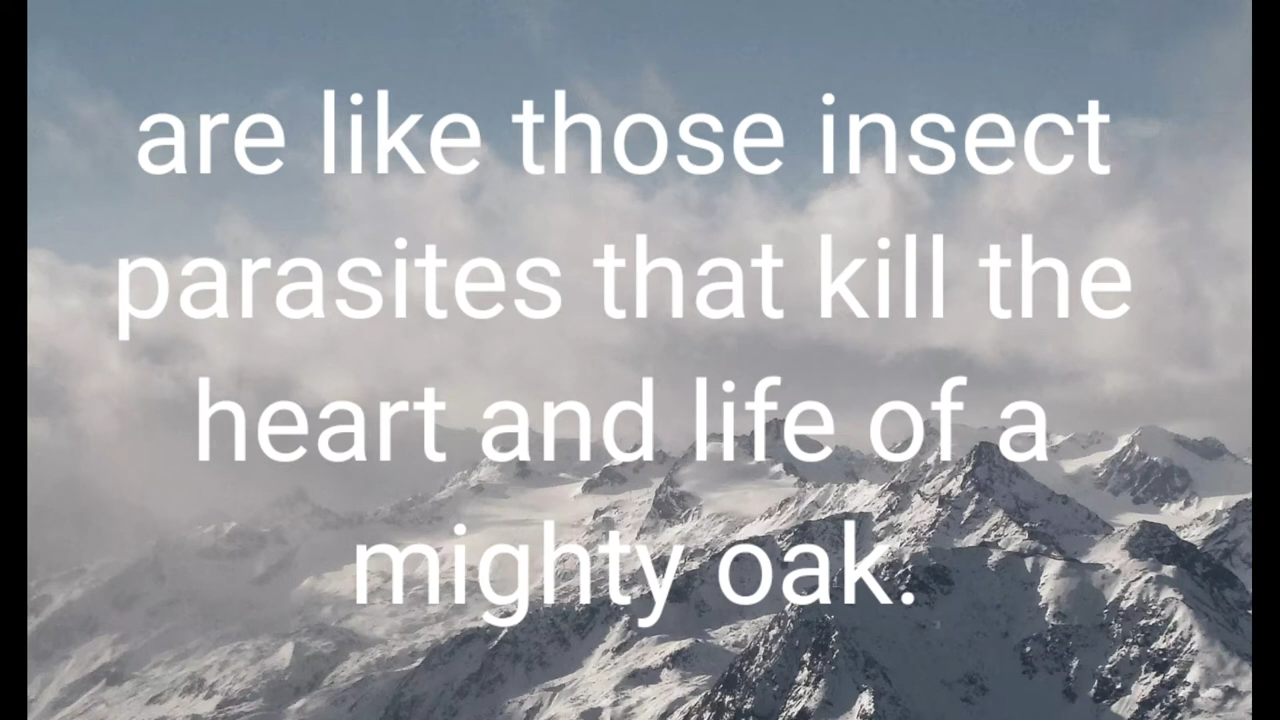 are like those insect
parasites that kill the
heart and life of a
mighty oak.